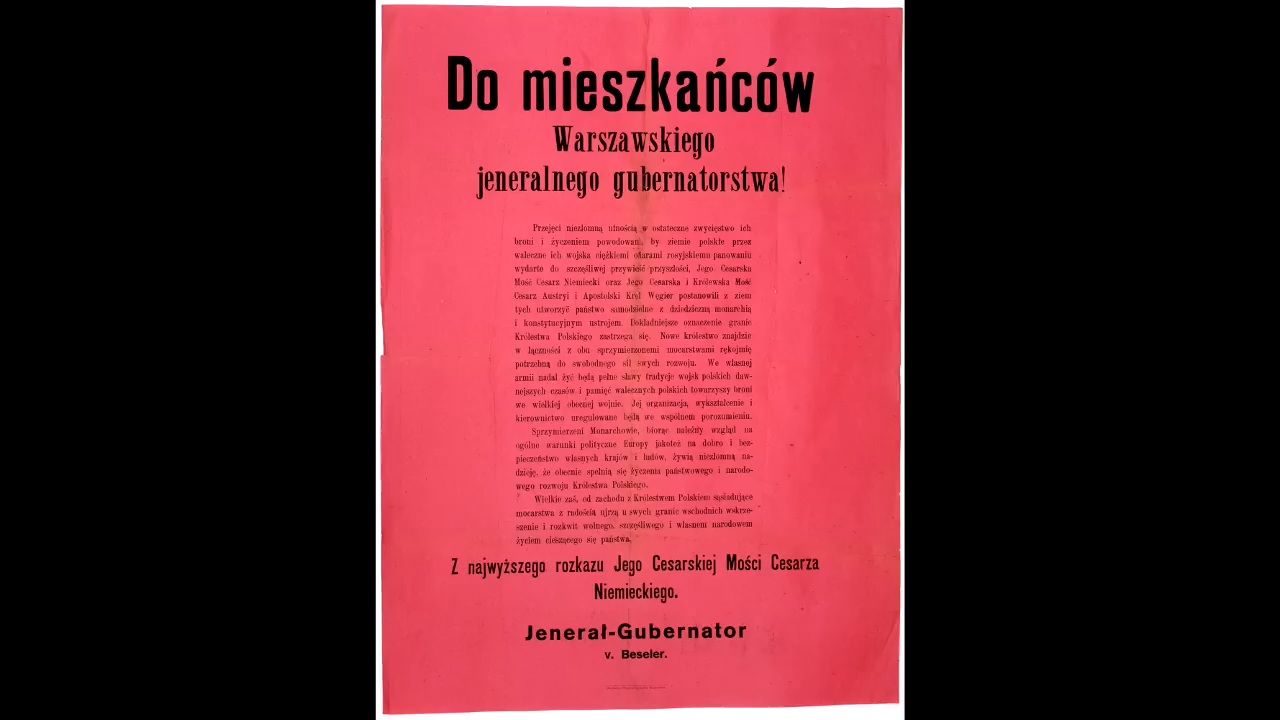 Do mieszkańców
Warszawskiego
jeneralnego gubernatorstwa!
Przejęci niezłomną ufnością w ostateczne zwycięstwo ich
broni i życzeniem powodowani, by ziemie polskie przez
waleczne ich wojska ciężkiemi ofiarami rosyjskiemu panowaniu
wydarte do szczęśliwej przywieść przyszłości, Jego Cesarska
Mość Cesarz Niemiecki oraz Jego Cesarska i Królewska Mość
Cesarz Austryi i Apostolski Król Węgier postanowili z ziem
tych utworzyć państwo samodzielne z dziedziczną monarchią
i konstytucyjnym ustrojem. Dokładniejsze oznaczenie granic
Królestwa Polskiego zastrzega się. Nowe królestwo znajdzie
w łączności z obu sprzymierzonemi mocarstwami rękojmię
potrzebną do swobodnego sił swych rozwoju. We własnej
armii nadal żyć będą pełne sławy tradycje wojsk polskich daw-
niejszych czasów i pamięć walecznych polskich towarzyszy broni
we wielkiej obecnej wojnie. Jej organizacja, wykształcenie i
kierownictwo uregulowane będą we wspólnem porozumieniu.
Sprzymierzeni Monarchowie, biorąc należny wzgląd na
ogólne warunki polityczne Europy jakoteż na dobro i bez-
pieczeństwo własnych krajów i ludów, żywią niezłomną na-
dzieję, że obecnie spełnią się życzenia państwowego i narodo-
wego rozwoju Królestwa Polskiego.
Wielkie zaś, od zachodu z Królestwem Polskiem sąsiadujące
mocarstwa z radością ujrzą u swych granic wschodnich wskrze-
szenie i rozkwit wolnego, szczęśliwego i własnem narodowem
życiem cieszącego się państwa.
Z najwyższego rozkazu Jego Cesarskiej Mości Cesarza
Niemieckiego.
Jenerał-Gubernator
v. Beseler.